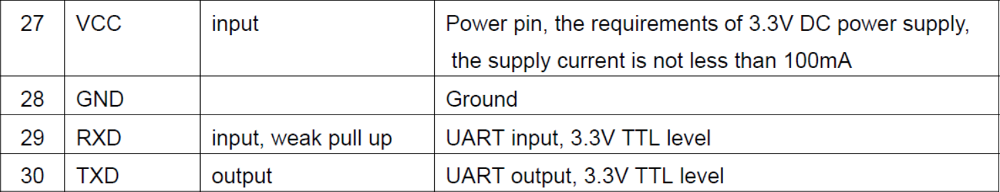 27 VCC input Power pin, the requirements of 3.3V DC power supply,
the supply current is not less than 100mA
28 GND Ground
29 RXD input, weak pull up UART input, 3.3V TTL level
30 TXD output UART output, 3.3V TTL level